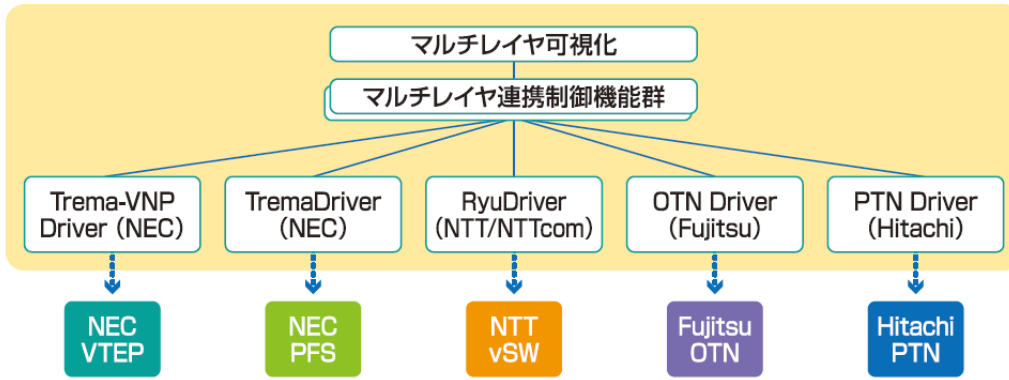 マルチレイヤ可視化
マルチレイヤ連携制御機能群
Trema-VNP
Driver（NEC）
TremaDriver
（NEC）
RyuDriver
（NTT/NTTcom）
OTN Driver
（Fujitsu）
PTN Driver
（Hitachi）
NEC
VTEP
NEC
PFS
NTT
vSW
Fujitsu
OTN
Hitachi
PTN